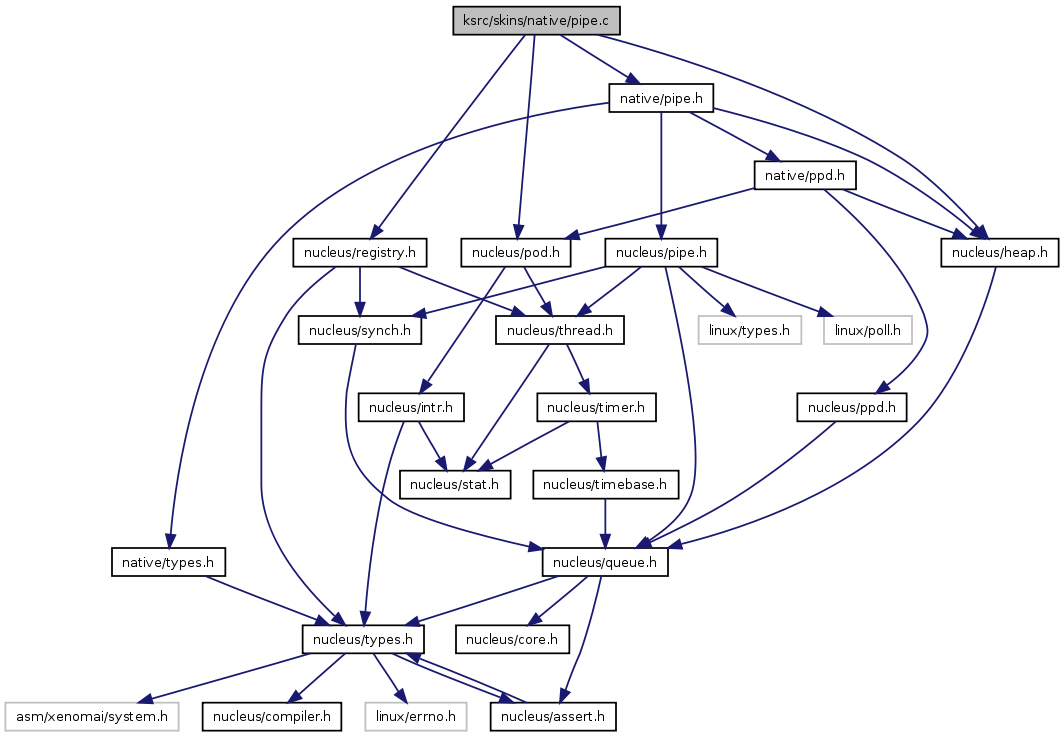 ksrc/skins/native/pipe.c
native/pipe.h
native/ppd.h
nucleus/registry.h
nucleus/pod.h
nucleus/pipe.h
nucleus/heap.h
nucleus/synch.h
nucleus/thread.h
linux/types.h
linux/poll.h
nucleus/intr.h
nucleus/timer.h
nucleus/ppd.h
nucleus/stat.h
nucleus/timebase.h
native/types.h
nucleus/queue.h
nucleus/types.h
nucleus/core.h
asm/xenomai/system.h
nucleus/compiler.h
linux/errno.h
nucleus/assert.h